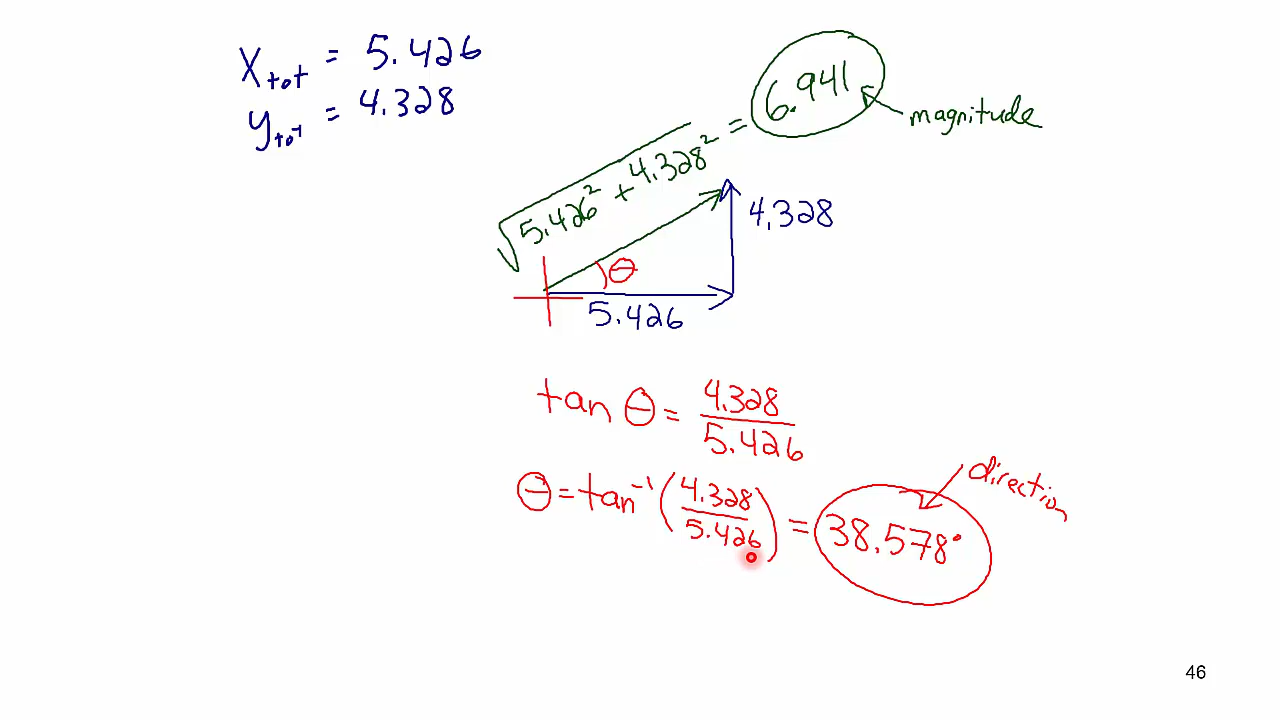 X_tot = 5.426
y_tot = 4.328
√5.426² + 4.328² = 6.941
magnitude
4.328
θ
5.426
tan θ = 4.328/5.426
direction
θ = tan⁻¹(4.328/5.426) = 38.578°
46